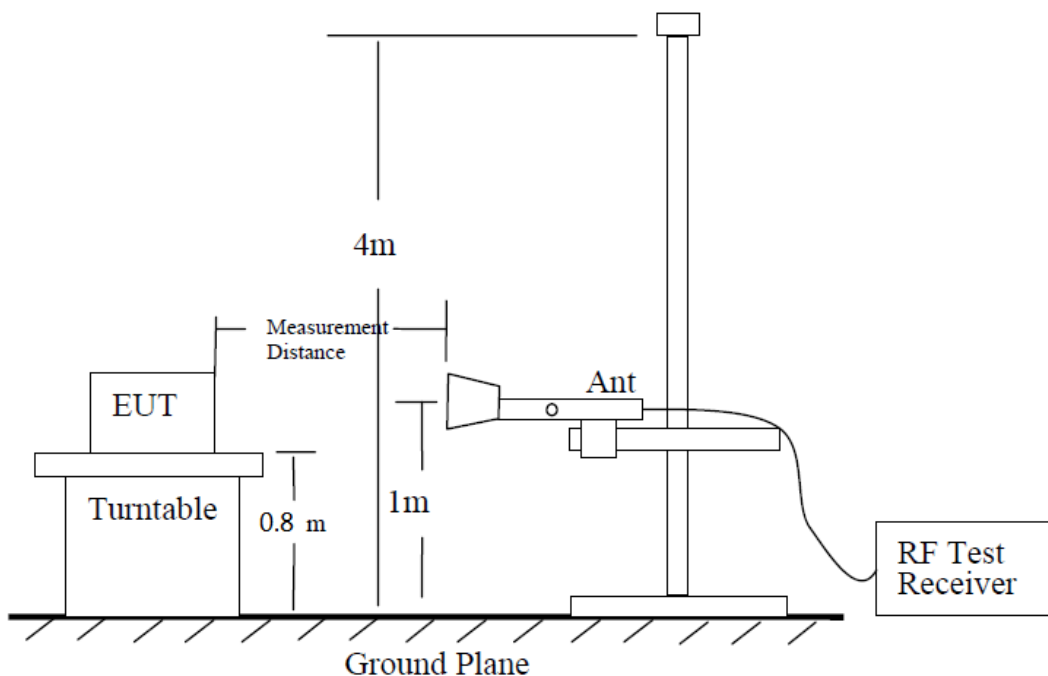 4m
Measurement
Distance
Ant
EUT
Turntable
0.8 m
1m
RF Test
Receiver
Ground Plane